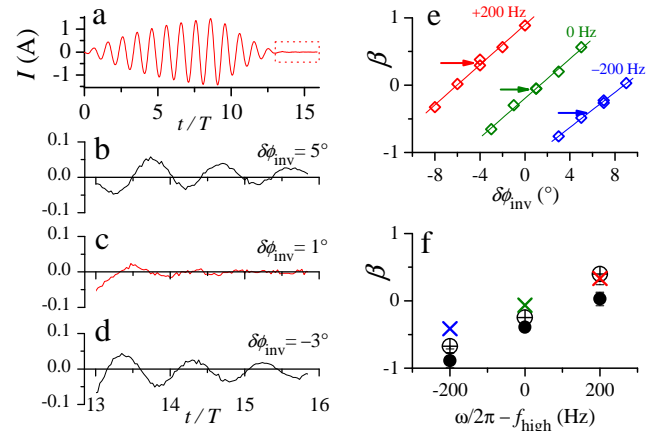 a
I (A)
1
0
-1
0 5 10 15
t/T
b
0.1
0.0
-0.1
δϕinv= 5°
c
0.1
0.0
-0.1
δϕinv= 1°
d
0.1
0.0
-0.1
δϕinv= −3°
13 14 15 16
t/T
e
β
1
0
-1
+200 Hz
0 Hz
−200 Hz
-8 -4 0 4 8
δϕinv (°)
f
β
1
0
-1
-200 0 200
ω/2π − fhigh (Hz)